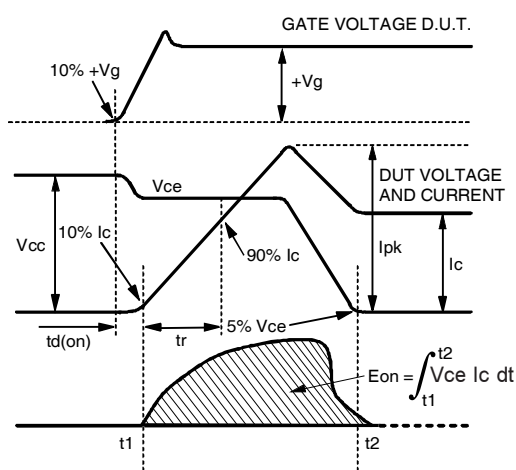 GATE VOLTAGE D.U.T.
10% +Vg
+Vg
Vce
DUT VOLTAGE
AND CURRENT
Vcc
10% Ic
90% Ic
Ipk
Ic
td(on)
tr
5% Vce
Eon = ∫ t2 t1 Vce Ic dt
t1
t2